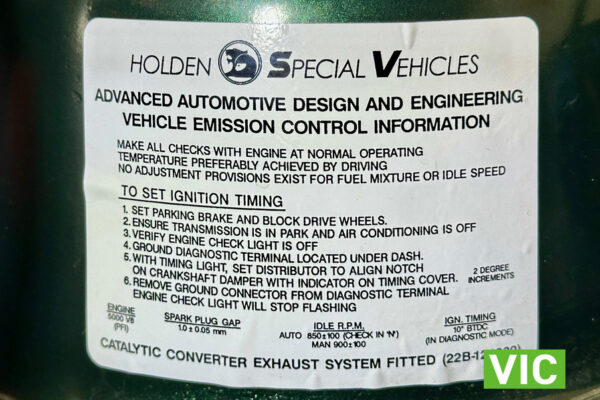 HOLDEN SPECIAL VEHICLES
ADVANCED AUTOMOTIVE DESIGN AND ENGINEERING
VEHICLE EMISSION CONTROL INFORMATION
MAKE ALL CHECKS WITH ENGINE AT NORMAL OPERATING
TEMPERATURE PREFERABLY ACHIEVED BY DRIVING
NO ADJUSTMENT PROVISIONS EXIST FOR FUEL MIXTURE OR IDLE SPEED
TO SET IGNITION TIMING
1. SET PARKING BRAKE AND BLOCK DRIVE WHEELS.
2. ENSURE TRANSMISSION IS IN PARK AND AIR CONDITIONING IS OFF
3. VERIFY ENGINE CHECK LIGHT IS OFF
4. GROUND DIAGNOSTIC TERMINAL LOCATED UNDER DASH.
5. WITH TIMING LIGHT, SET DISTRIBUTOR TO ALIGN NOTCH
ON CRANKSHAFT DAMPER WITH INDICATOR ON TIMING COVER.
2 DEGREE
INCREMENTS
6. REMOVE GROUND CONNECTOR FROM DIAGNOSTIC TERMINAL
ENGINE CHECK LIGHT WILL STOP FLASHING
ENGINE
5000 V8
(PFI)
SPARK PLUG GAP
1.0 ± 0.05 mm
IDLE R.P.M.
AUTO 850±100 (CHECK IN 'N')
MAN 900±100
IGN. TIMING
10° BTDC
(IN DIAGNOSTIC MODE)
CATALYTIC CONVERTER EXHAUST SYSTEM FITTED
VIC